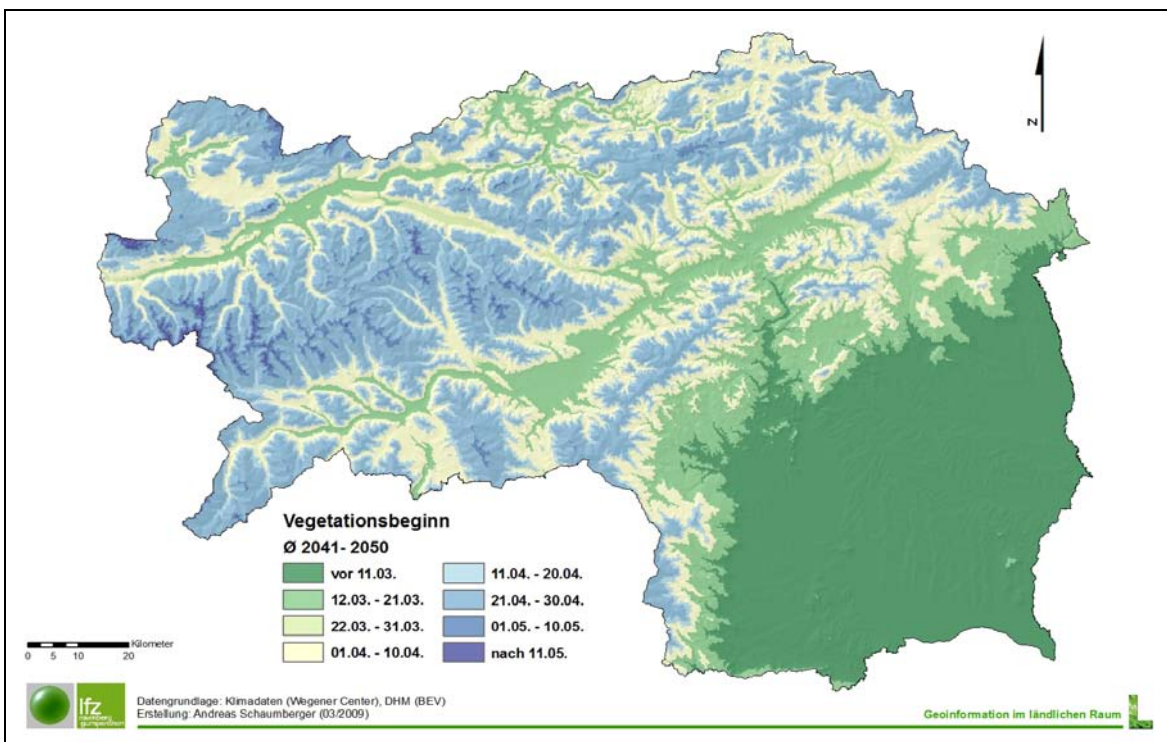 Z
Vegetationsbeginn
Ø 2041- 2050
vor 11.03.
12.03. - 21.03.
22.03. - 31.03.
01.04. - 10.04.
11.04. - 20.04.
21.04. - 30.04.
01.05. - 10.05.
nach 11.05.
Kilometer
0 5 10 20
lfz
raumberg
gumpenstein
Datengrundlage: Klimadaten (Wegener Center), DHM (BEV)
Erstellung: Andreas Schaumberger (03/2009)
Geoinformation im ländlichen Raum
L